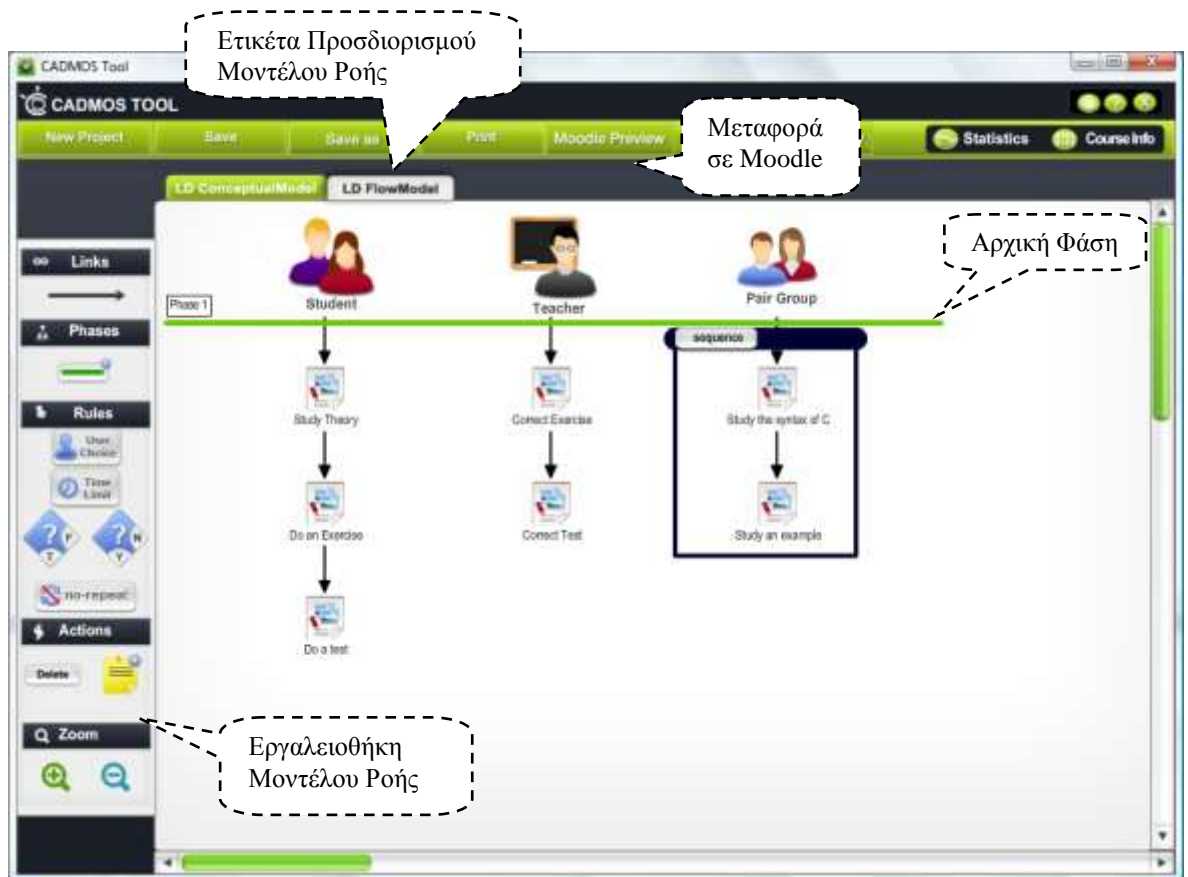 Ετικέτα Προσδιορισμού
Μοντέλου Ροής
CADMOS Tool
CADMOS TOOL
New Project
Save
Save as
Print
Moodle Preview
Μεταφορά
σε Moodle
Statistics
Course Info
LD ConceptualModel
LD FlowModel
Αρχική Φάση
Links
Phases
Rules
User
Choice
Time
Limit
? F
T
? N
Y
no-repeat
Actions
Delete
Zoom
Phase 1
Student
Teacher
Pair Group
sequence
Study Theory
Correct Exercise
Study the syntax of C
Do an Exercise
Correct Test
Study an example
Do a test
Εργαλειοθήκη
Μοντέλου Ροής